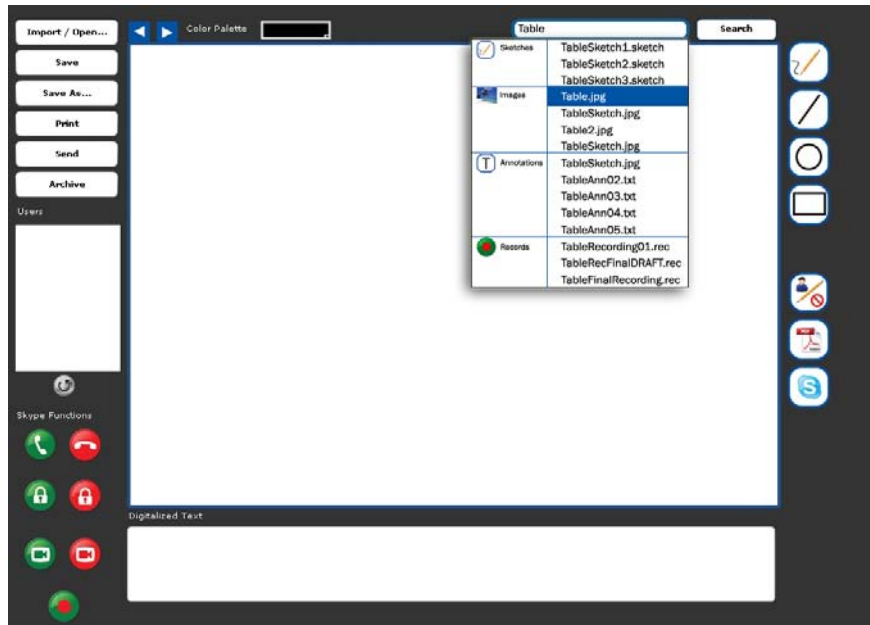 Import / Open...
Color Palette
Table
Search
Save
Save As...
Print
Send
Archive
Sketches
TableSketch1.sketch
TableSketch2.sketch
TableSketch3.sketch
Images
Table.jpg
TableSketch.jpg
Table2.jpg
TableSketch.jpg
T
Annotations
TableSketch.jpg
TableAnn02.txt
TableAnn03.txt
TableAnn04.txt
TableAnn05.txt
Records
TableRecording01.rec
TableRecFinalDRAFT.rec
TableFinalRecording.rec
Users
PDF
S
Skype Functions
Digitalized Text